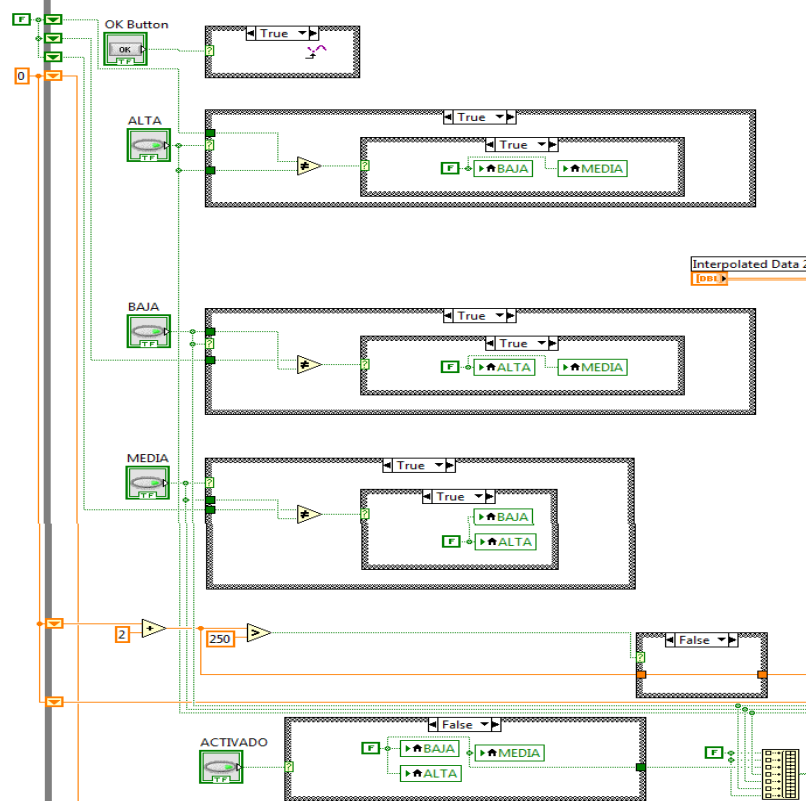 F
OK Button
OK
TF
True
0
ALTA
TF
True
True
F
BAJA
MEDIA
Interpolated Data 2
DBL
BAJA
TF
True
True
F
ALTA
MEDIA
MEDIA
TF
True
True
BAJA
F
ALTA
2
250
False
ACTIVADO
TF
False
F
BAJA
MEDIA
ALTA
F